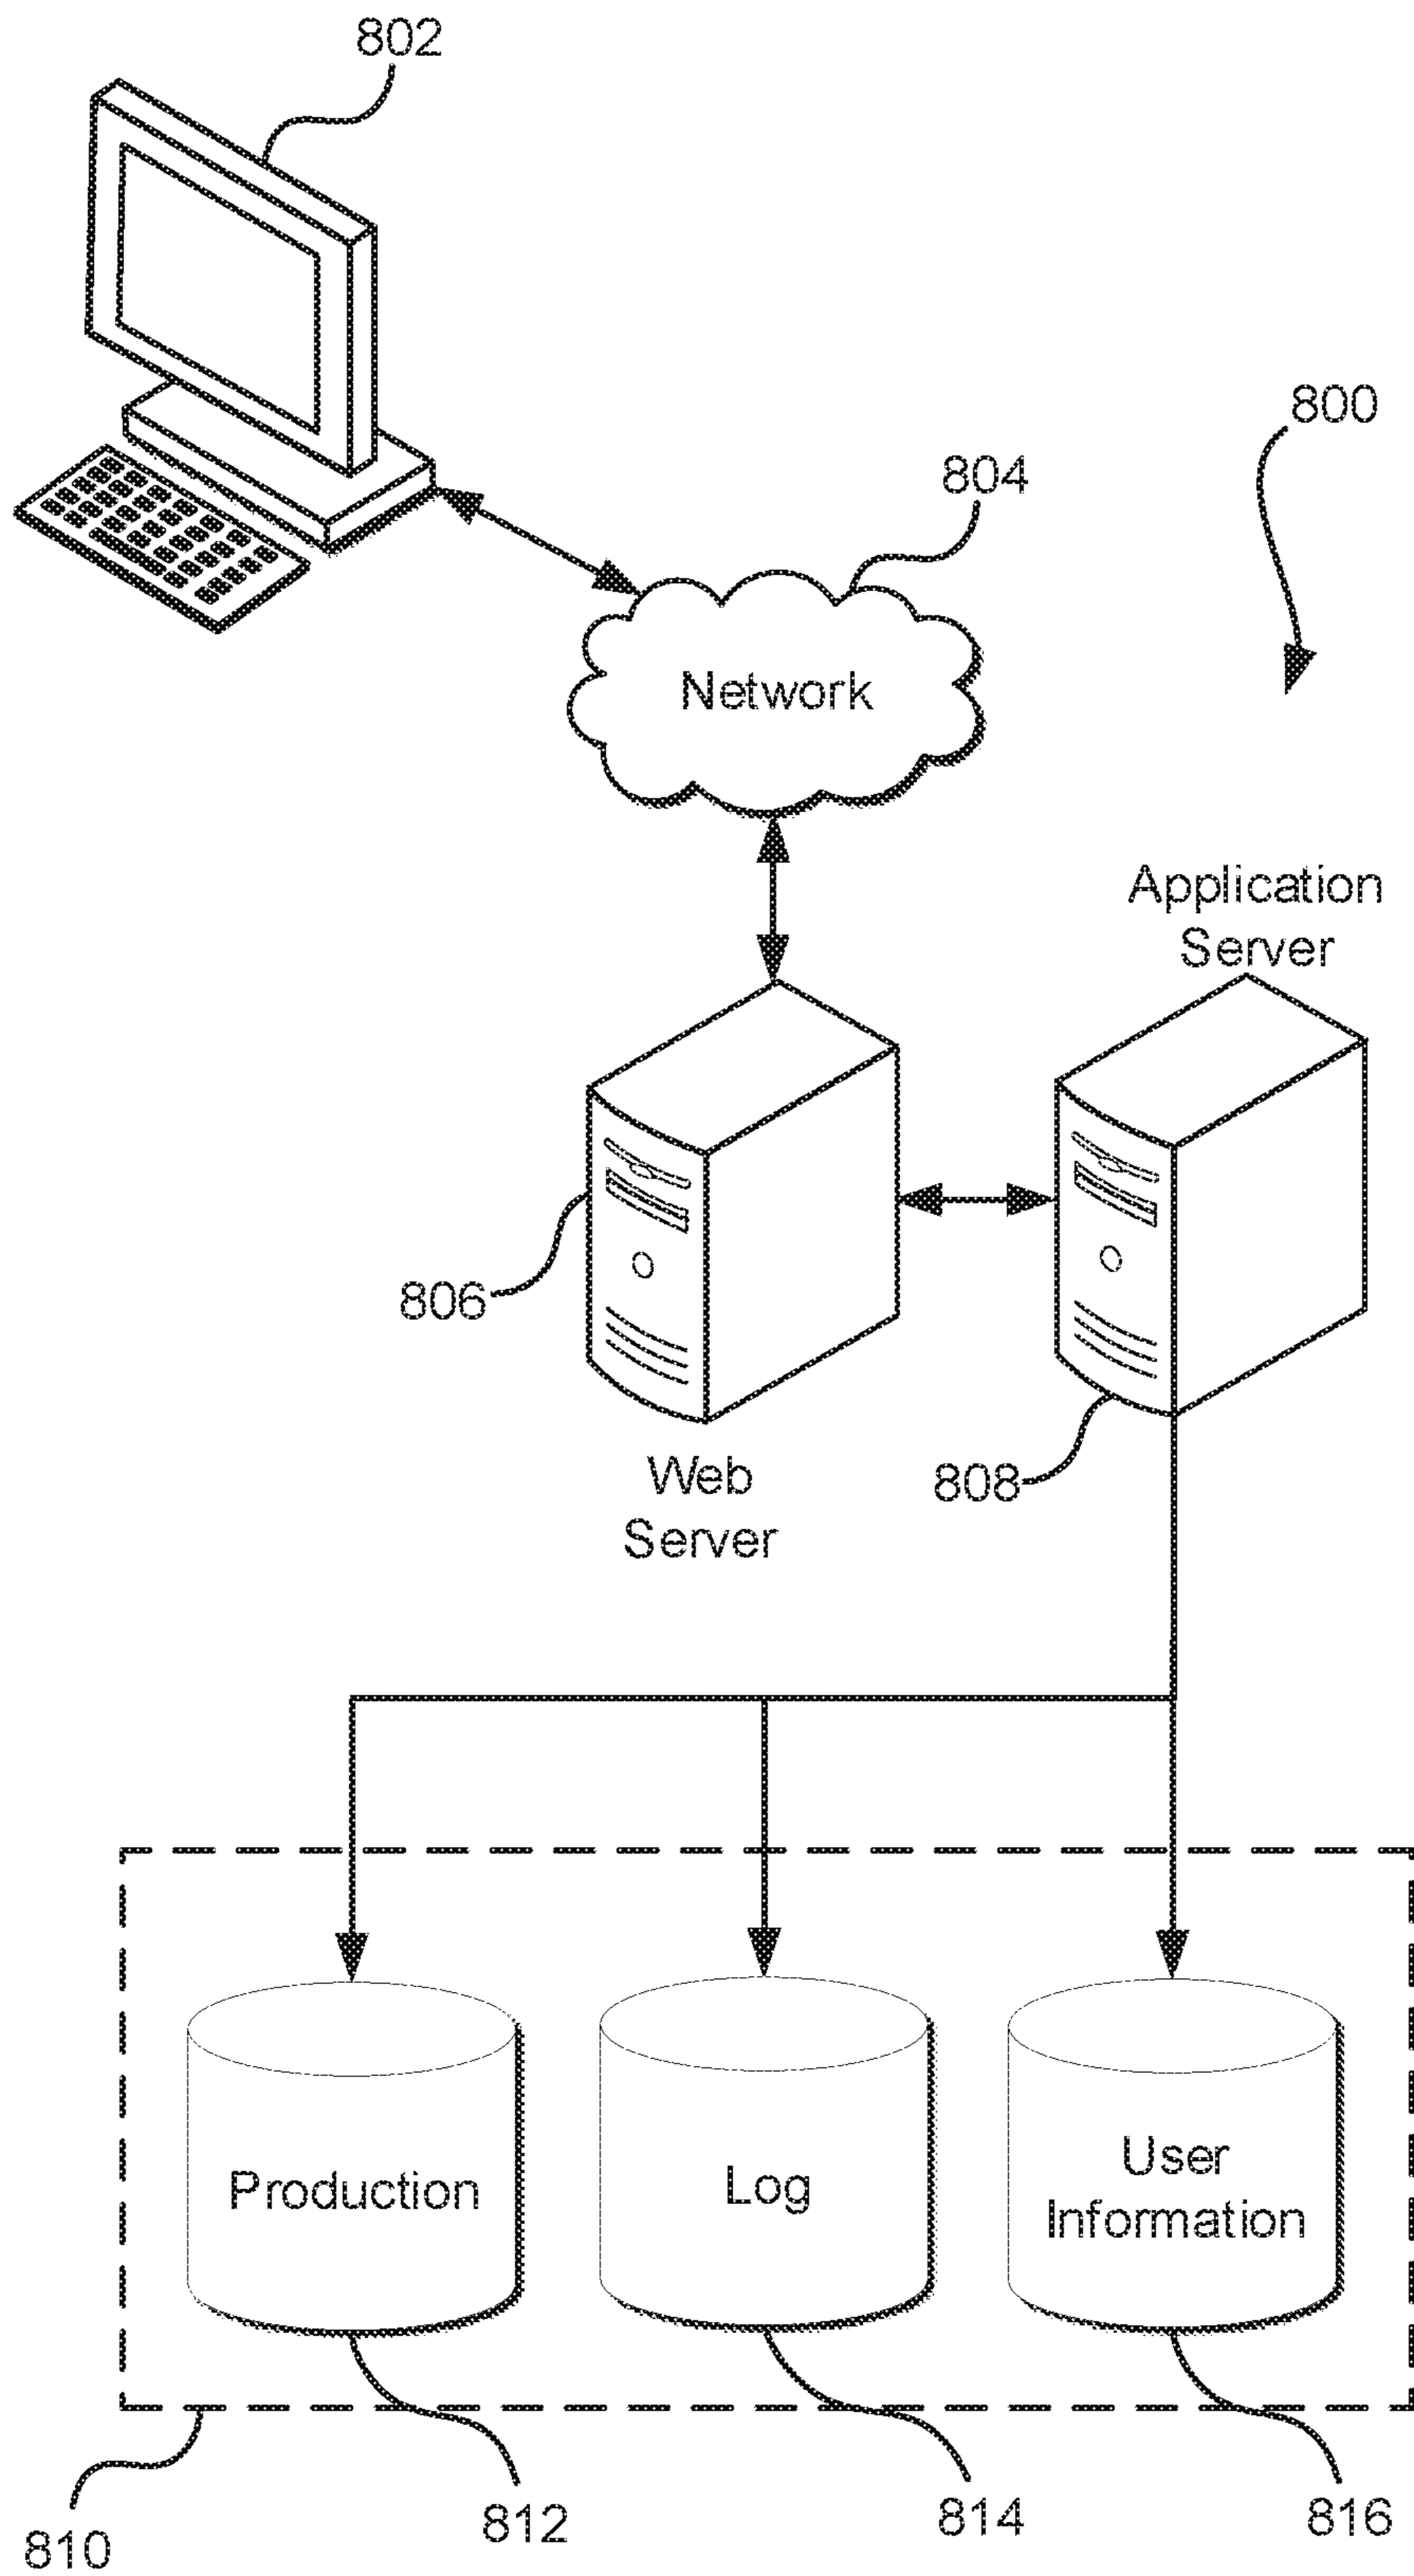 802
800
804
Network
Application
Server
806
808
Web
Server
Production
Log
User
Information
810
812
814
816